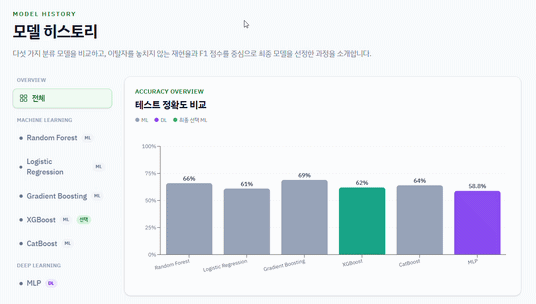 MODEL HISTORY
모델 히스토리
다섯 가지 분류 모델을 비교하고, 이탈자를 놓치지 않는 재현율과 F1 점수를 중심으로 최종 모델을 선정한 과정을 소개합니다.
OVERVIEW
전체
MACHINE LEARNING
Random Forest ML
Logistic
Regression ML
Gradient Boosting ML
XGBoost ML 선택
CatBoost ML
DEEP LEARNING
MLP DL
ACCURACY OVERVIEW
테스트 정확도 비교
ML DL 최종 선택 ML
100%
75%
50%
25%
0%
66% 61% 69% 62% 64% 58.8%
Random Forest Logistic Regression Gradient Boosting XGBoost CatBoost MLP